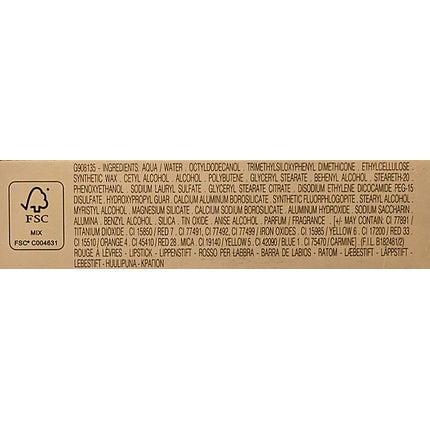 G908135 - INGREDIENTS: AQUA / WATER . OCTYLDODECANOL . TRIMETHYLSILOXYPHENYL DIMETHICONE . ETHYLCELLULOSE .
SYNTHETIC WAX . CETYL ALCOHOL . ALCOHOL . POLYBUTENE . GLYCERYL STEARATE . BEHENYL ALCOHOL . STEARETH-20 .
PHENOXYETHANOL . SODIUM LAURYL SULFATE . GLYCERYL STEARATE CITRATE . DISODIUM ETHYLENE DICOCAMIDE PEG-15
DISULFATE . HYDROXYPROPYL GUAR . CALCIUM ALUMINUM BOROSILICATE . SYNTHETIC FLUORPHLOGOPITE . STEARYL ALCOHOL .
MYRISTYL ALCOHOL . MAGNESIUM SILICATE . CALCIUM SODIUM BOROSILICATE . ALUMINUM HYDROXIDE . SODIUM SACCHARIN .
ALUMINA . BENZYL ALCOHOL . SILICA . TIN OXIDE . ANISE ALCOHOL . PARFUM / FRAGRANCE . [+/- MAY CONTAIN: CI 77891 /
TITANIUM DIOXIDE . CI 15850 / RED 7 . CI 77491, CI 77492, CI 77499 / IRON OXIDES . CI 15985 / YELLOW 6 . CI 17200 / RED 33 .
CI 15510 / ORANGE 4 . CI 45410 / RED 28 . MICA . CI 19140 / YELLOW 5 . CI 42090 / BLUE 1 . CI 75470 / CARMINE] . (F.I.L. B182481/2)
ROUGE À LÈVRES - LIPSTICK - LIPPENSTIFT - ROSSO PER LABBRA - BARRA DE LABIOS - BATOM - LÆBESTIFT - LÄPPSTIFT -
LEBESTIFT - HUULIPUNA - ΚΡΑΓΙΟΝ
FSC
MIX
FSC® C004631